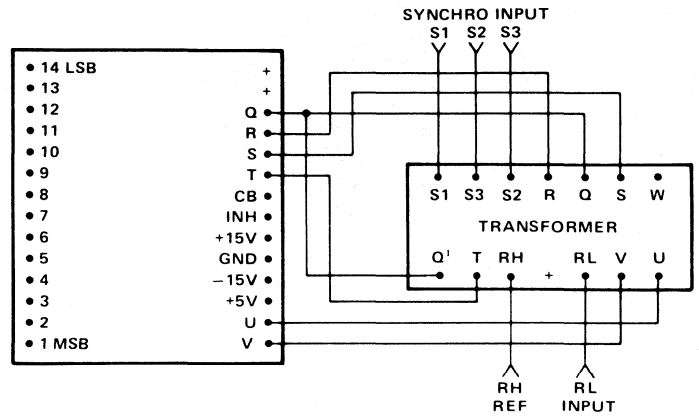 SYNCHRO INPUT
S1 S2 S3
14 LSB
13
12
11
10
9
8
7
6
5
4
3
2
1 MSB
+
+
Q
R
S
T
CB
INH
+15V
GND
−15V
+5V
U
V
S1 S3 S2 R Q S W
TRANSFORMER
Q' T RH + RL V U
RH RL
REF INPUT